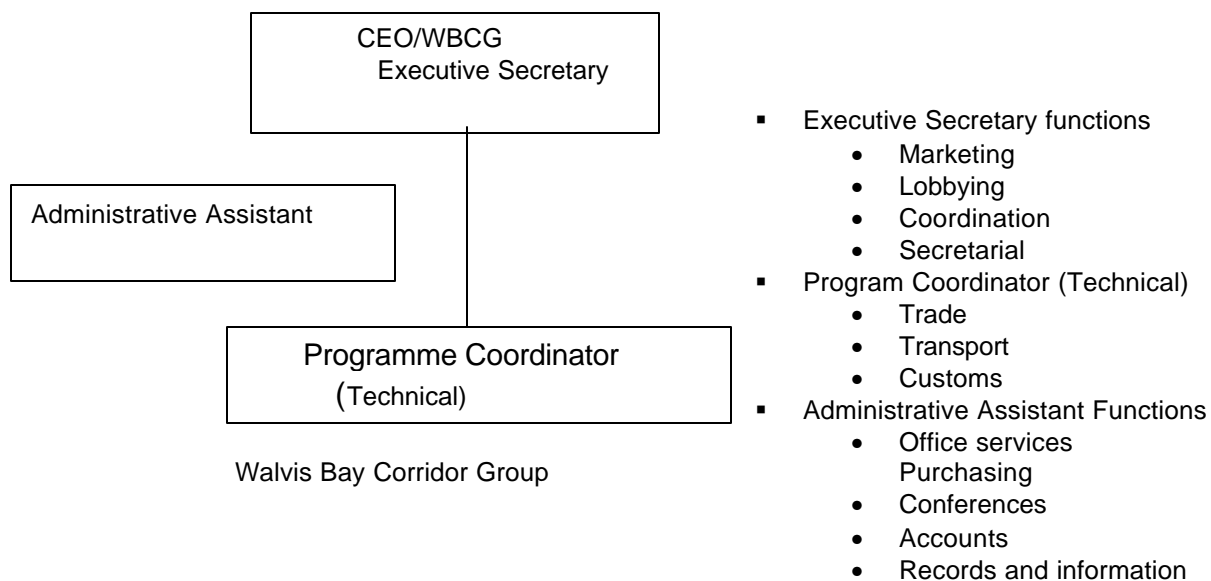 CEO/WBCG
Executive Secretary
Administrative Assistant
Programme Coordinator
(Technical)
Walvis Bay Corridor Group
▪ Executive Secretary functions
• Marketing
• Lobbying
• Coordination
• Secretarial
▪ Program Coordinator (Technical)
• Trade
• Transport
• Customs
▪ Administrative Assistant Functions
• Office services
Purchasing
• Conferences
• Accounts
• Records and information